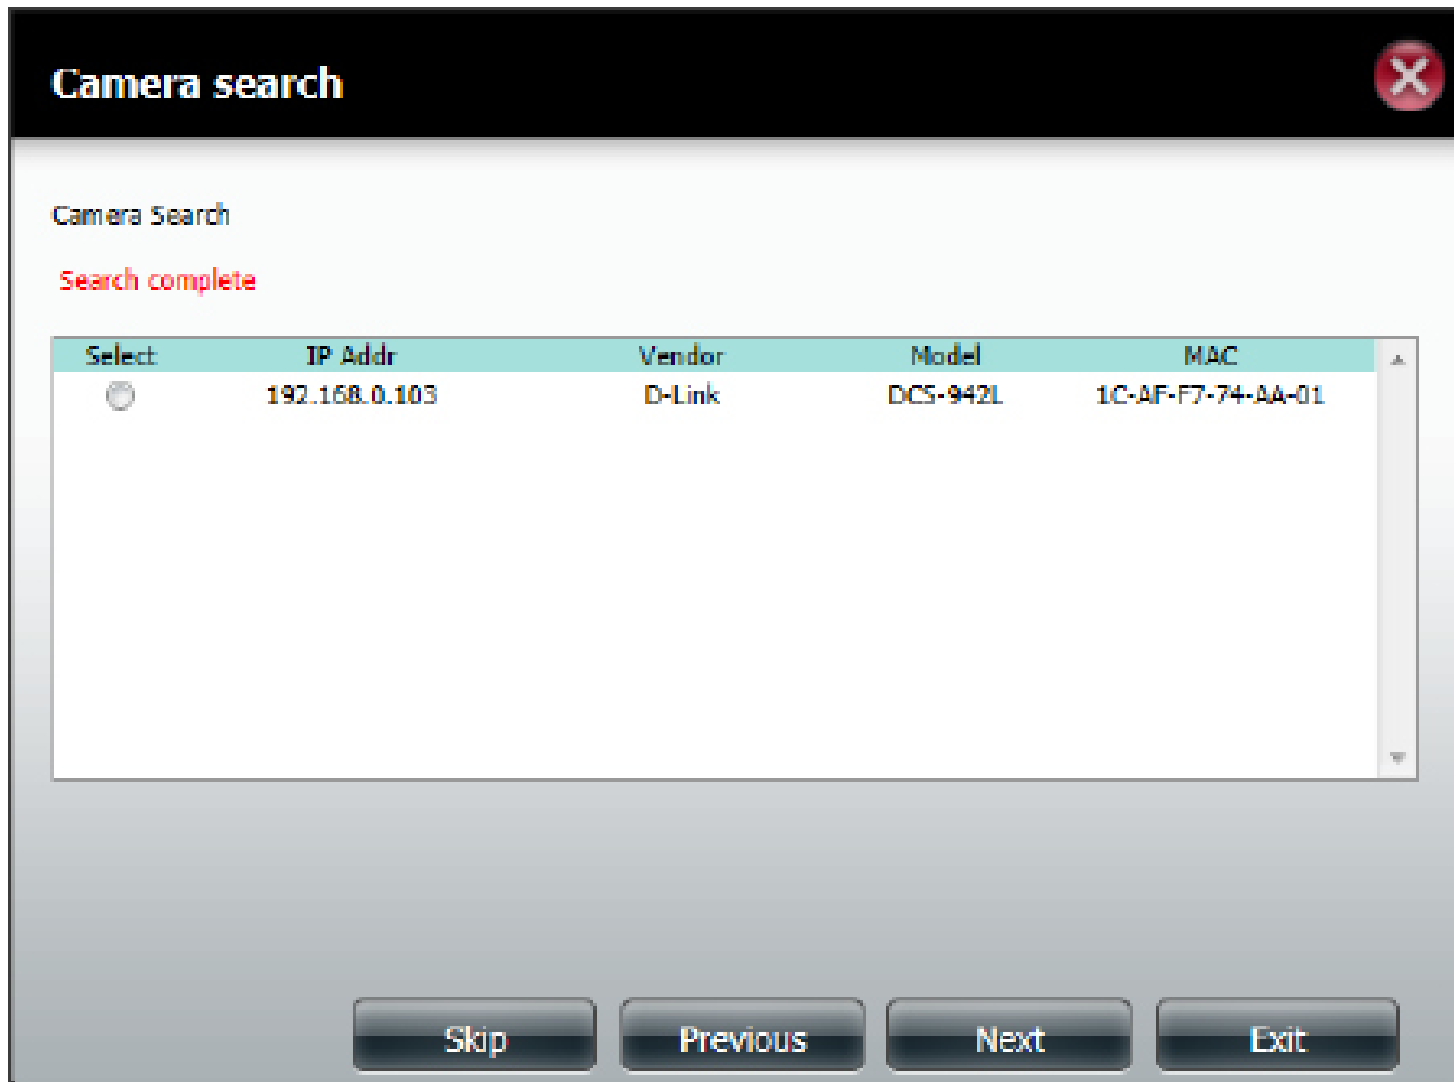 Camera search
Camera Search
Search complete
Select IP Addr Vendor Model MAC
192.168.0.103 D-Link DCS-942L 1C-AF-F7-74-AA-01
Skip Previous Next Exit